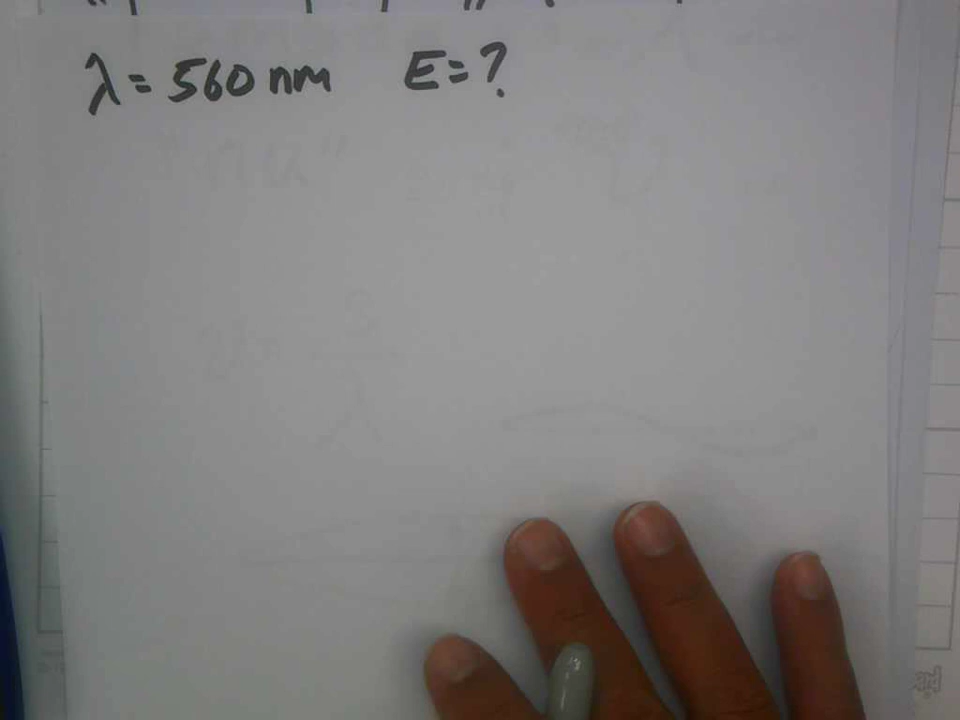 λ = 560 nm E = ?